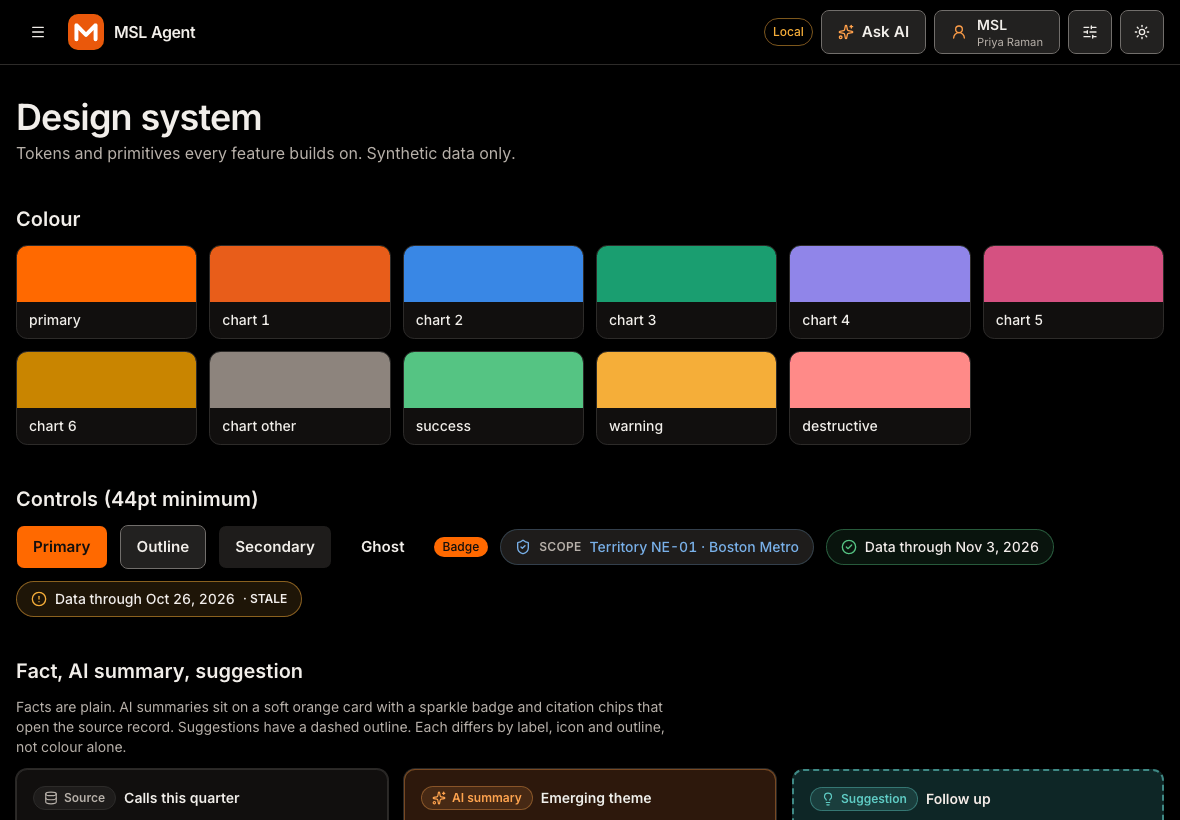 MSL Agent
Local
Ask AI
MSL
Priya Raman
Design system
Tokens and primitives every feature builds on. Synthetic data only.
Colour
primary
chart 1
chart 2
chart 3
chart 4
chart 5
chart 6
chart other
success
warning
destructive
Controls (44pt minimum)
Primary
Outline
Secondary
Ghost
Badge
SCOPE Territory NE-01 · Boston Metro
Data through Nov 3, 2026
Data through Oct 26, 2026 · STALE
Fact, AI summary, suggestion
Facts are plain. AI summaries sit on a soft orange card with a sparkle badge and citation chips that
open the source record. Suggestions have a dashed outline. Each differs by label, icon and outline,
not colour alone.
Source Calls this quarter
AI summary Emerging theme
Suggestion Follow up